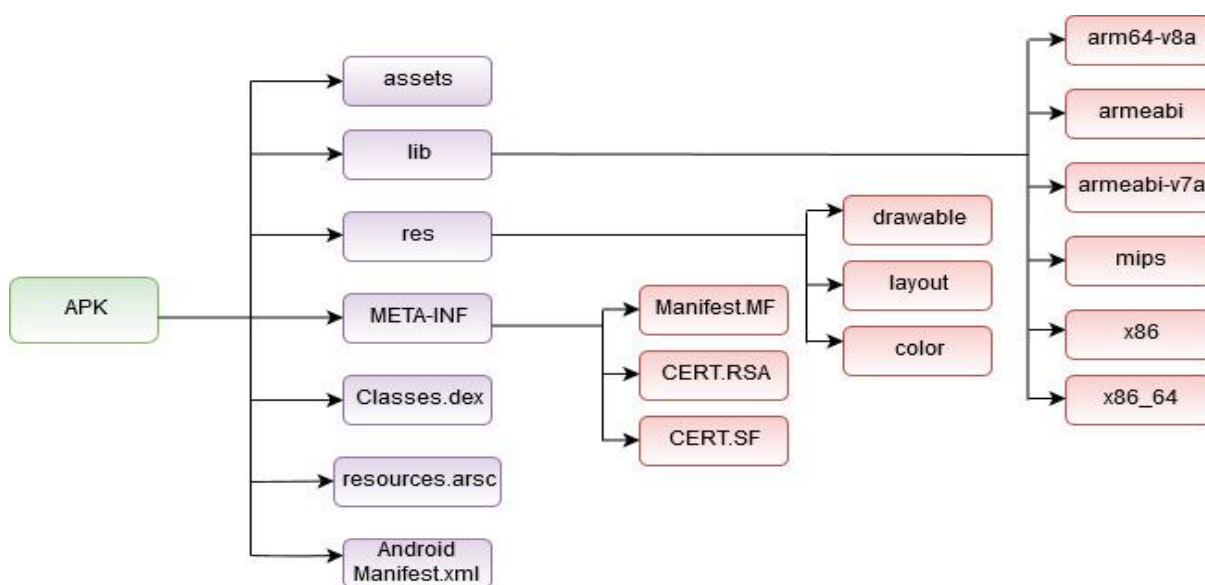 APK
assets
lib
res
META-INF
Classes.dex
resources.arsc
Android
Manifest.xml
Manifest.MF
CERT.RSA
CERT.SF
drawable
layout
color
arm64-v8a
armeabi
armeabi-v7a
mips
x86
x86_64